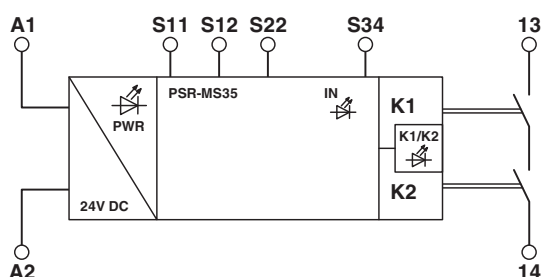 A1 S11 S12 S22 S34 13
PSR-MS35 IN K1
PWR K1/K2
24V DC K2
A2 14